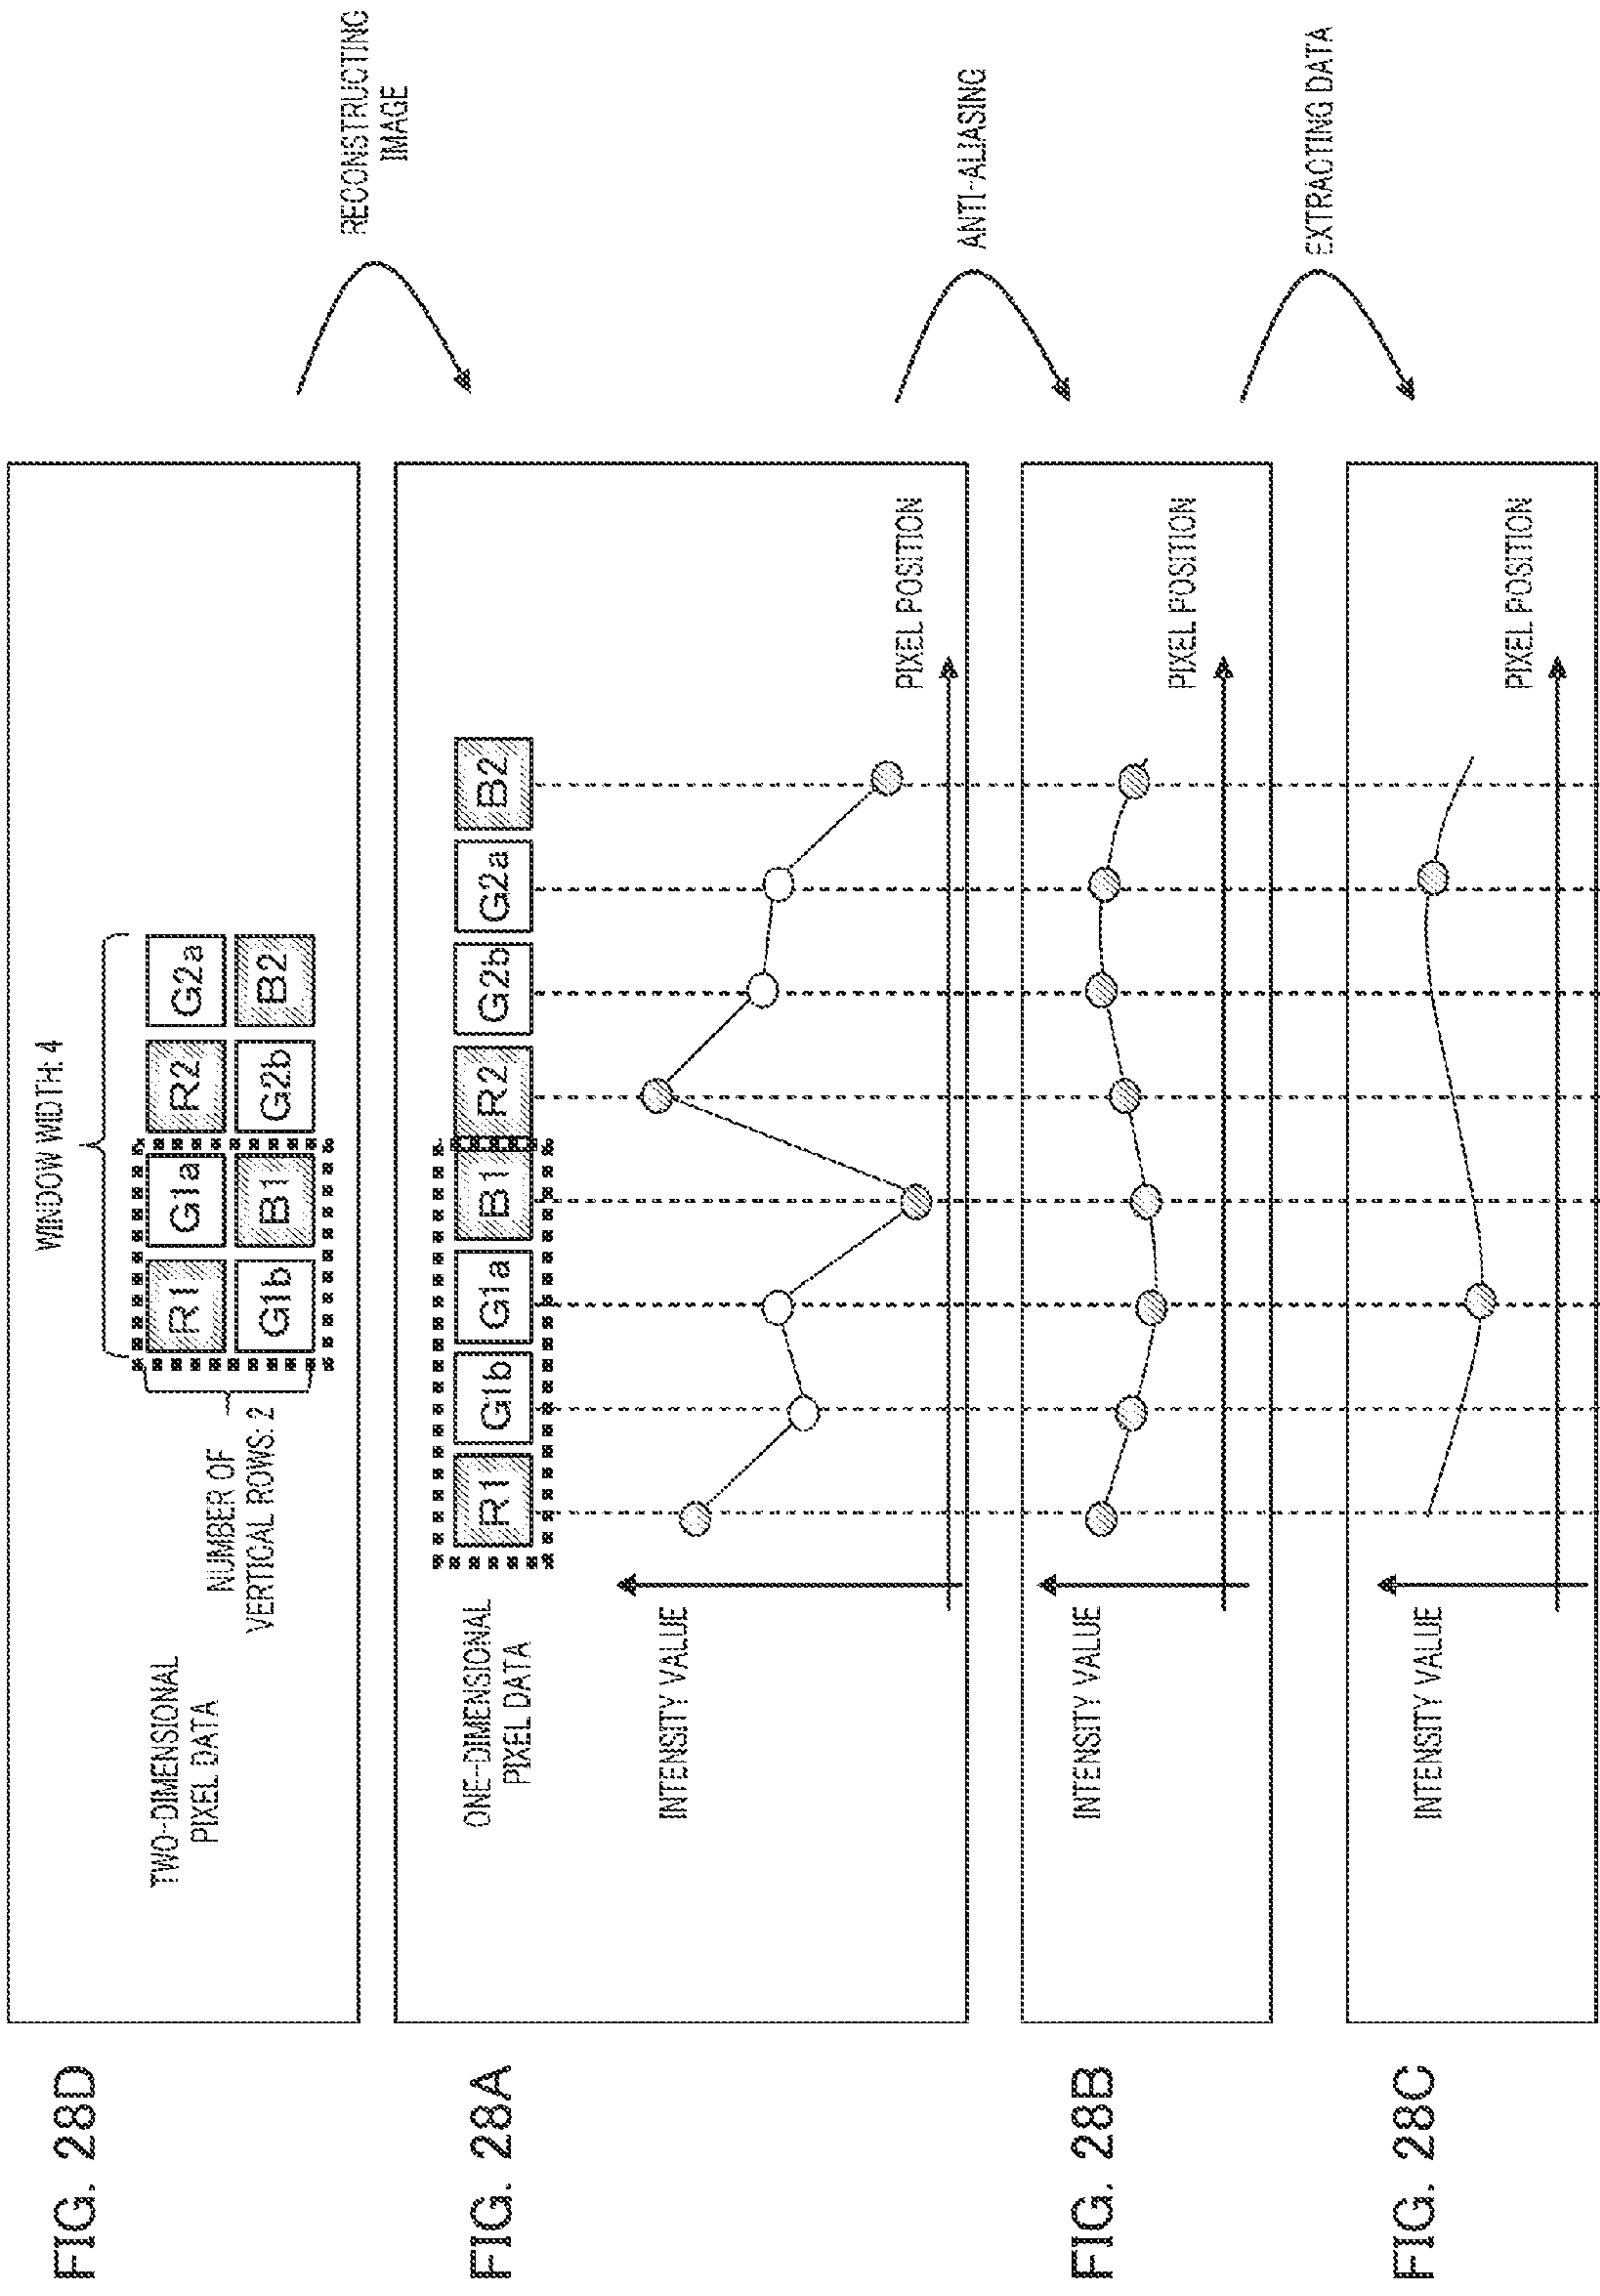 FIG. 28D
TWO-DIMENSIONAL
PIXEL DATA
NUMBER OF
VERTICAL ROWS: 2
WINDOW WIDTH: 4
R1 G1a R2 G2a
G1b B1 G2b B2
RECONSTRUCTING
IMAGE
FIG. 28A
ONE-DIMENSIONAL
PIXEL DATA
R1 G1b G1a B1 R2 G2b G2a B2
INTENSITY VALUE
PIXEL POSITION
ANTI-ALIASING
FIG. 28B
INTENSITY VALUE
PIXEL POSITION
EXTRACTING DATA
FIG. 28C
INTENSITY VALUE
PIXEL POSITION